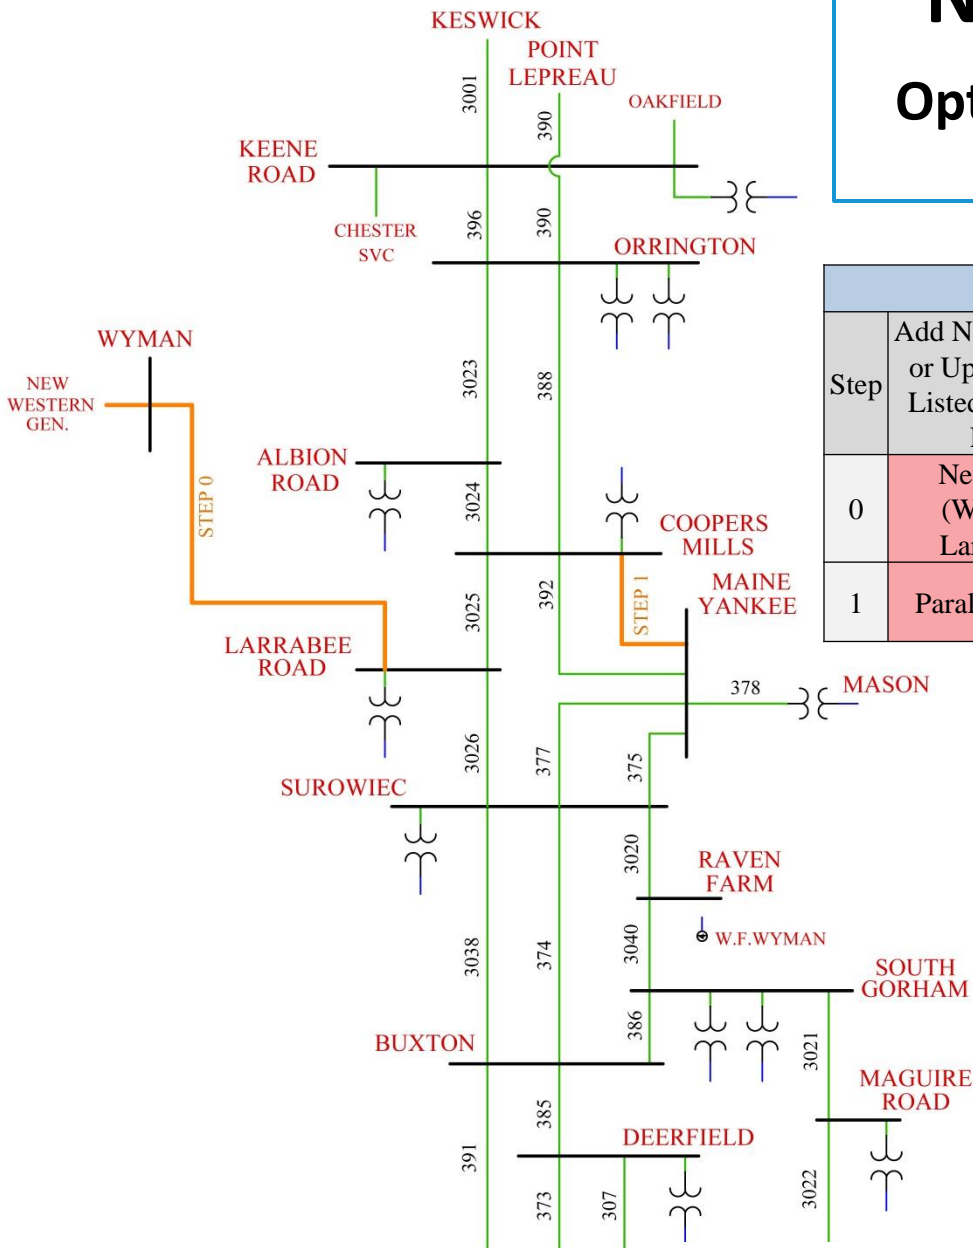 N
Opt
KESWICK
POINT
LEPREAU
3001
390
OAKFIELD
KEENE
ROAD
CHESTER
SVC
396
390
ORRINGTON
WYMAN
NEW
WESTERN
GEN.
3023
388
STEP 0
ALBION
ROAD
3024
COOPERS
MILLS
3025
392
STEP 1
MAINE
YANKEE
LARRABEE
ROAD
378
MASON
3026
377
375
SUROWIEC
3020
RAVEN
FARM
W.F.WYMAN
3038
374
3040
SOUTH
GORHAM
386
3021
BUXTON
MAGUIRE
ROAD
385
DEERFIELD
391
373
307
3022
Step
Add N
or Up
Listed
0
Ne
(W
Lar
1
Paral